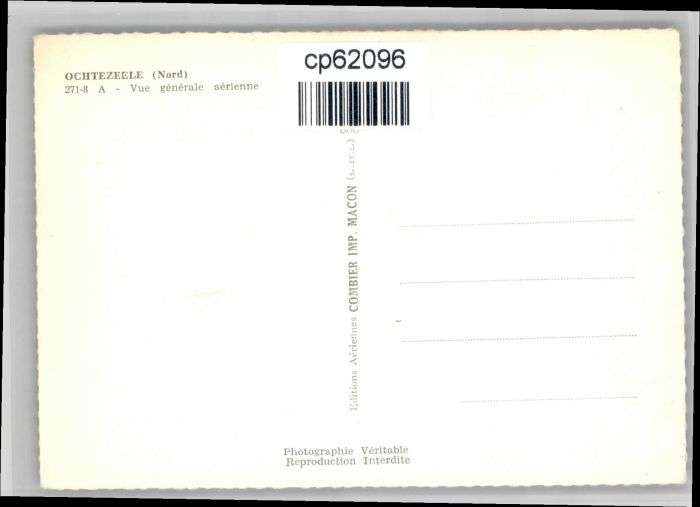 OCHTEZEELE (Nord)
271-8 A - Vue générale aérienne
cp62096
Editions Aériennes COMBIER IMP. MACON
Photographie Véritable
Reproduction Interdite